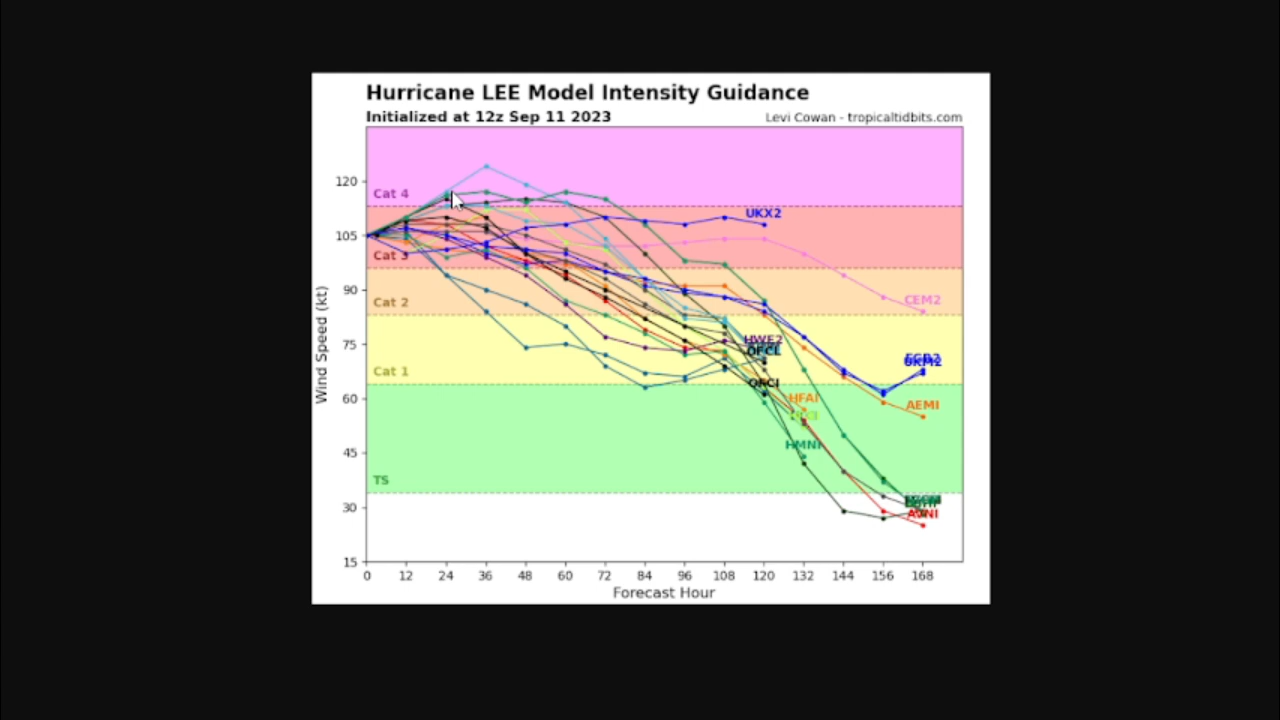 Hurricane LEE Model Intensity Guidance
Initialized at 12z Sep 11 2023
Levi Cowan - tropicaltidbits.com
Wind Speed (kt)
120
105
90
75
60
45
30
15
Cat 4
Cat 3
Cat 2
Cat 1
TS
UKX2
CEM2
HWE2
OFCL
OFCI
UKM2
AEMI
HFAI
HMNI
AVNI
0 12 24 36 48 60 72 84 96 108 120 132 144 156 168
Forecast Hour